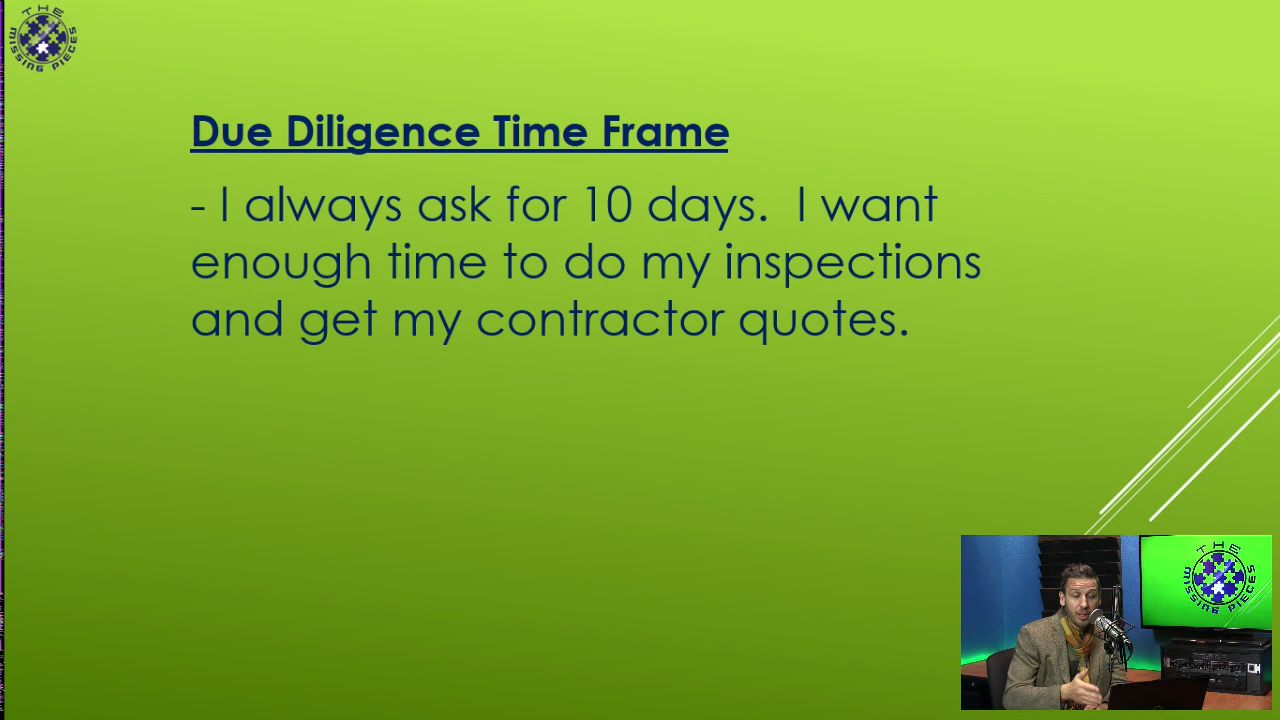 THE
MISSING PIECES
Due Diligence Time Frame
- I always ask for 10 days.  I want
enough time to do my inspections
and get my contractor quotes.
THE
MISSING PIECES